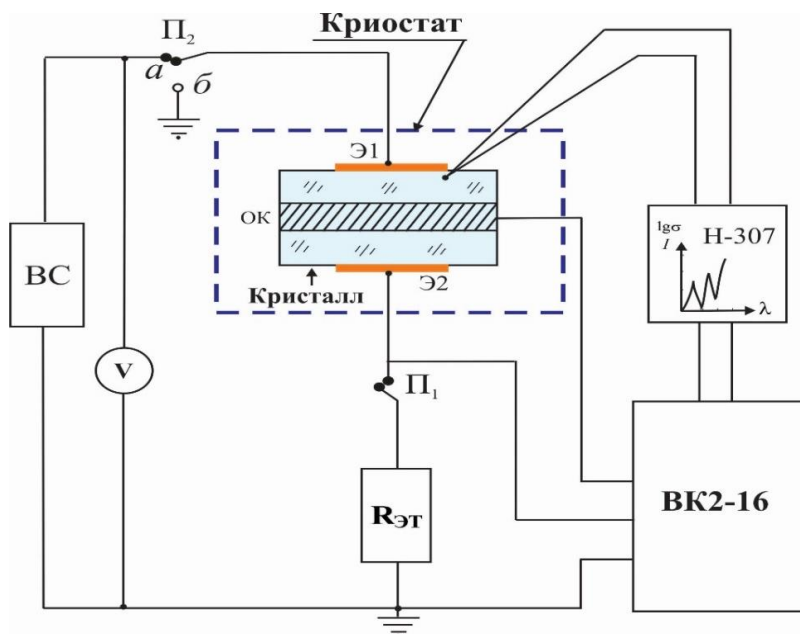 Криостат
П₂
а
б
Э1
ОК
Э2
Кристалл
ВС
V
П₁
Rэт
lgσ
I
Н-307
λ
ВК2-16